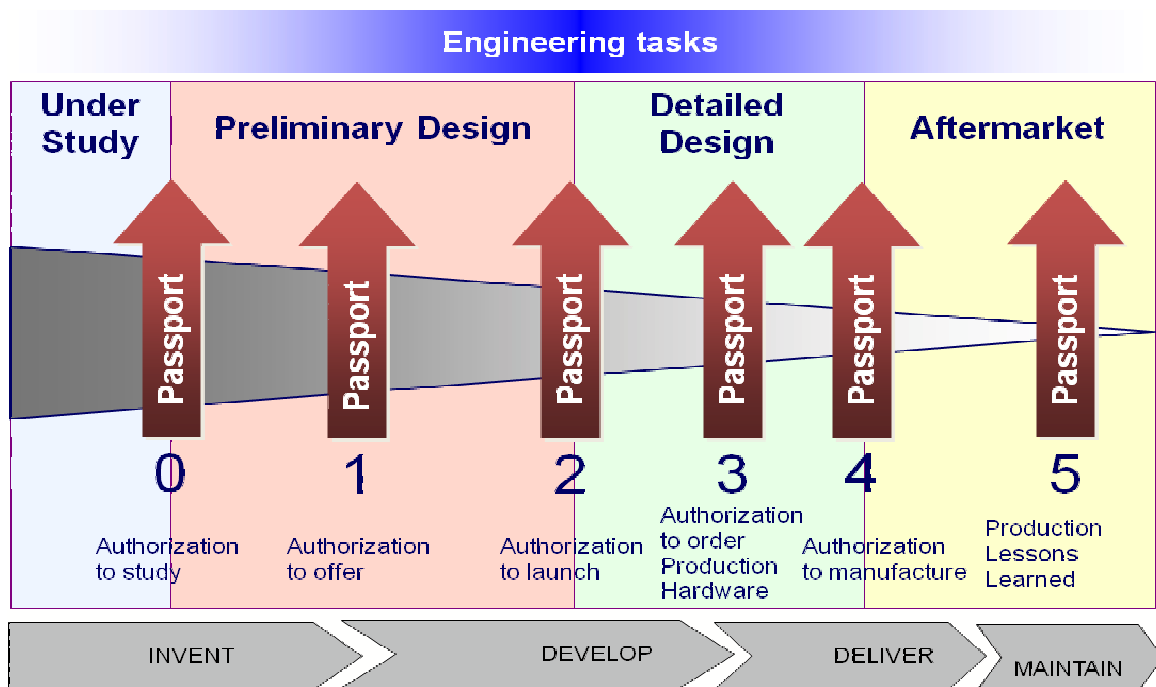 Engineering tasks
Under
Study
Preliminary Design
Detailed
Design
Aftermarket
Passport
Passport
Passport
Passport
Passport
Passport
0
1
2
3
4
5
Authorization
to study
Authorization
to offer
Authorization
to launch
Authorization
to order
Production
Hardware
Authorization
to manufacture
Production
Lessons
Learned
INVENT
DEVELOP
DELIVER
MAINTAIN